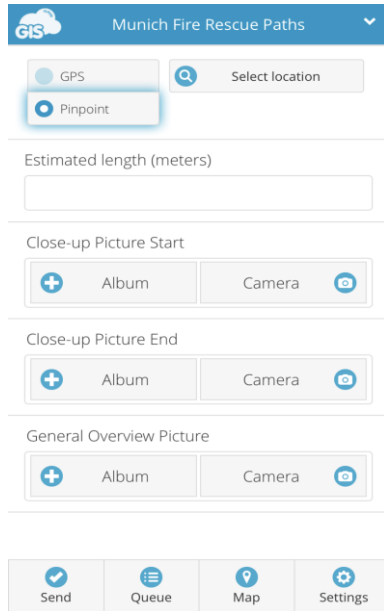 GIS
Munich Fire Rescue Paths
GPS
Select location
Pinpoint
Estimated length (meters)
Close-up Picture Start
Album
Camera
Close-up Picture End
Album
Camera
General Overview Picture
Album
Camera
Send
Queue
Map
Settings